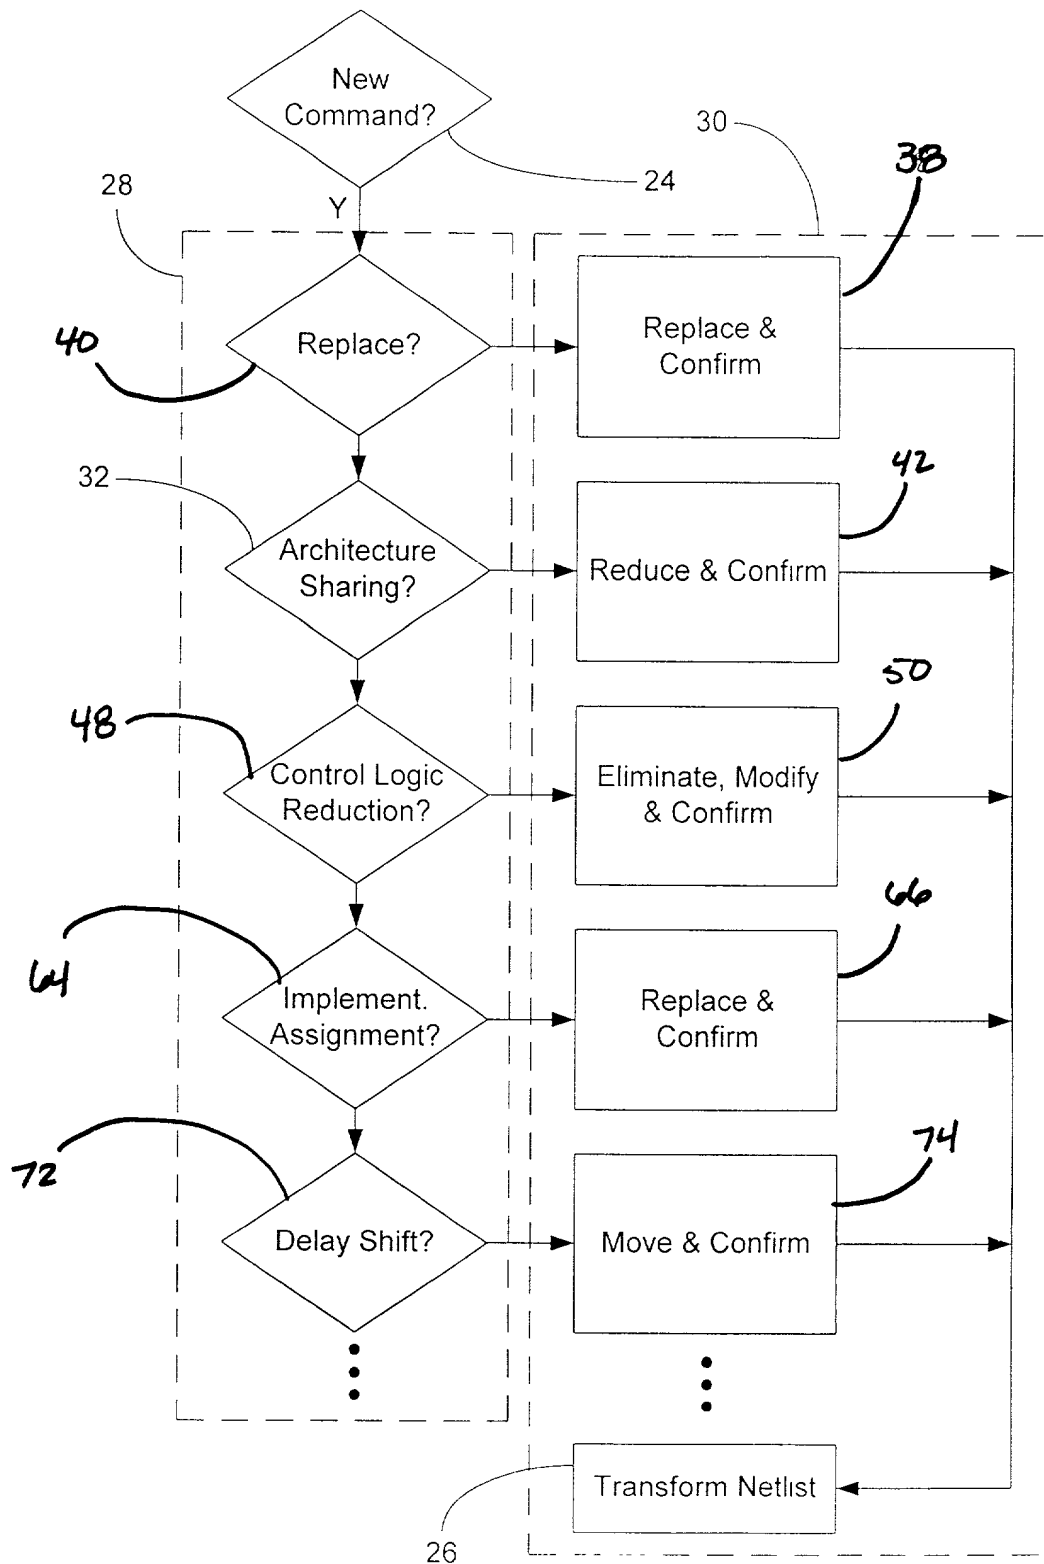 New
Command?
30
38
24
28
Y
Replace &
Confirm
40
Replace?
42
32
Architecture
Sharing?
Reduce & Confirm
50
48
Control Logic
Reduction?
Eliminate, Modify
& Confirm
66
64
Implement.
Assignment?
Replace &
Confirm
74
72
Delay Shift?
Move & Confirm
Transform Netlist
26